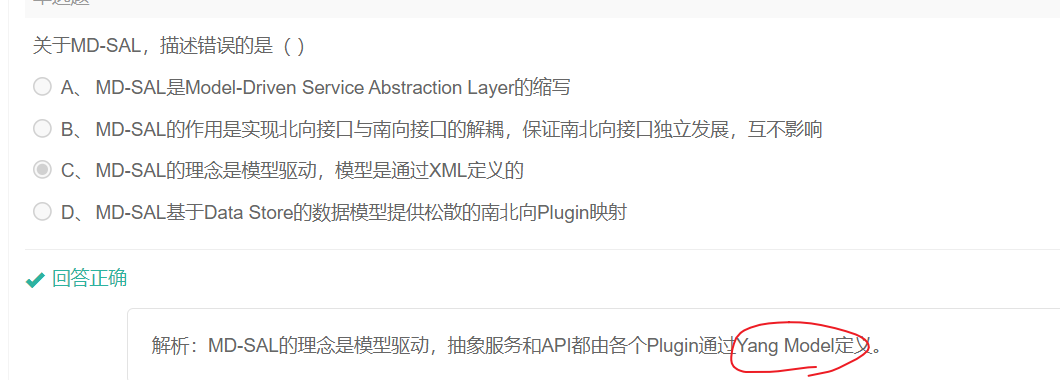 关于MD-SAL，描述错误的是（ ）
A、 MD-SAL是Model-Driven Service Abstraction Layer的缩写
B、 MD-SAL的作用是实现北向接口与南向接口的解耦，保证南北向接口独立发展，互不影响
C、 MD-SAL的理念是模型驱动，模型是通过XML定义的
D、 MD-SAL基于Data Store的数据模型提供松散的南北向Plugin映射
回答正确
解析：MD-SAL的理念是模型驱动，抽象服务和API都由各个Plugin通过Yang Model定义。